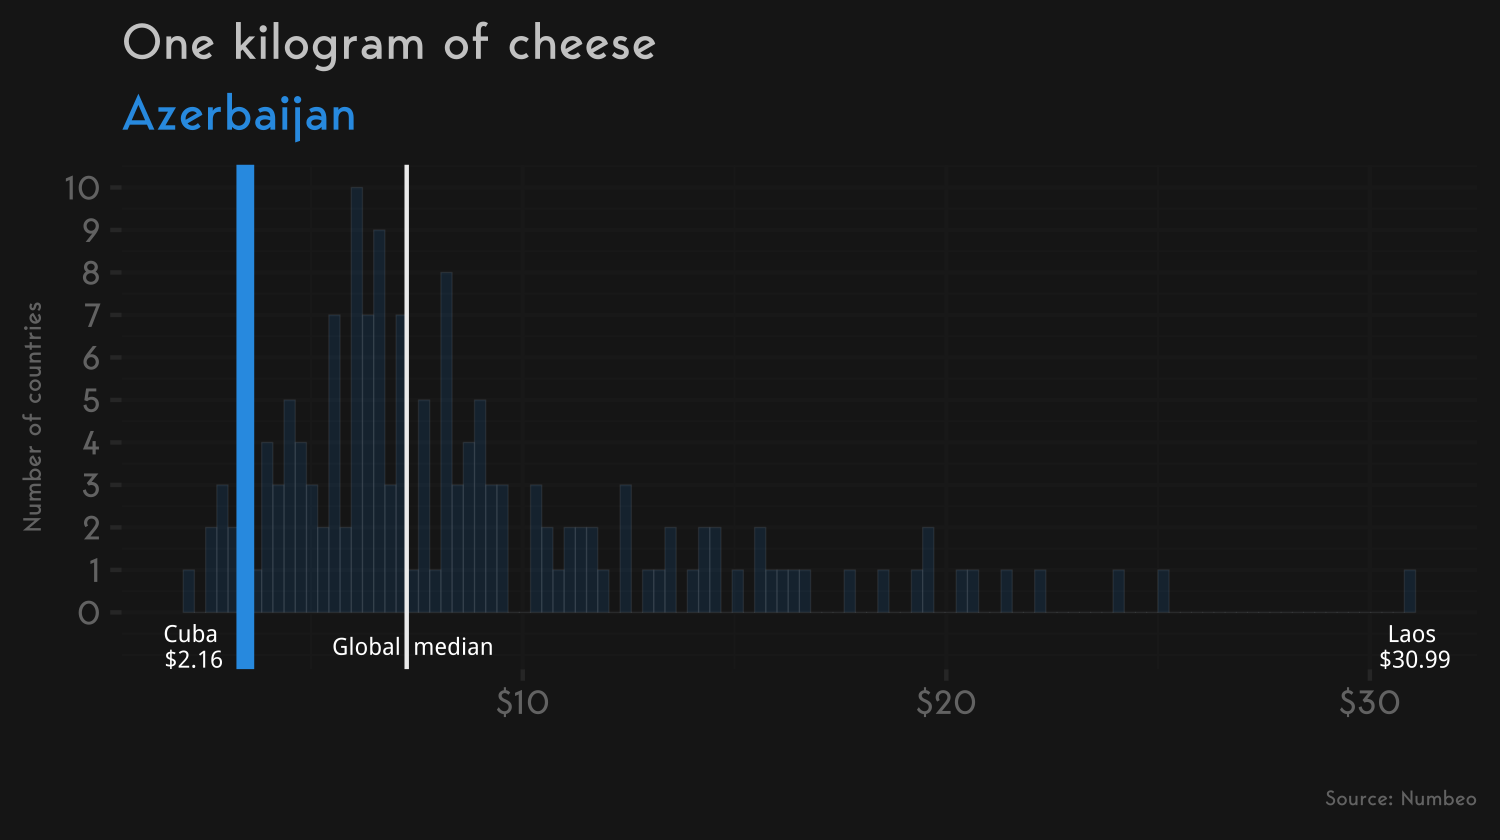 One kilogram of cheese
Azerbaijan
Number of countries
10
9
8
7
6
5
4
3
2
1
0
Cuba
$2.16
Global median
Laos
$30.99
$10 $20 $30
Source: Numbeo